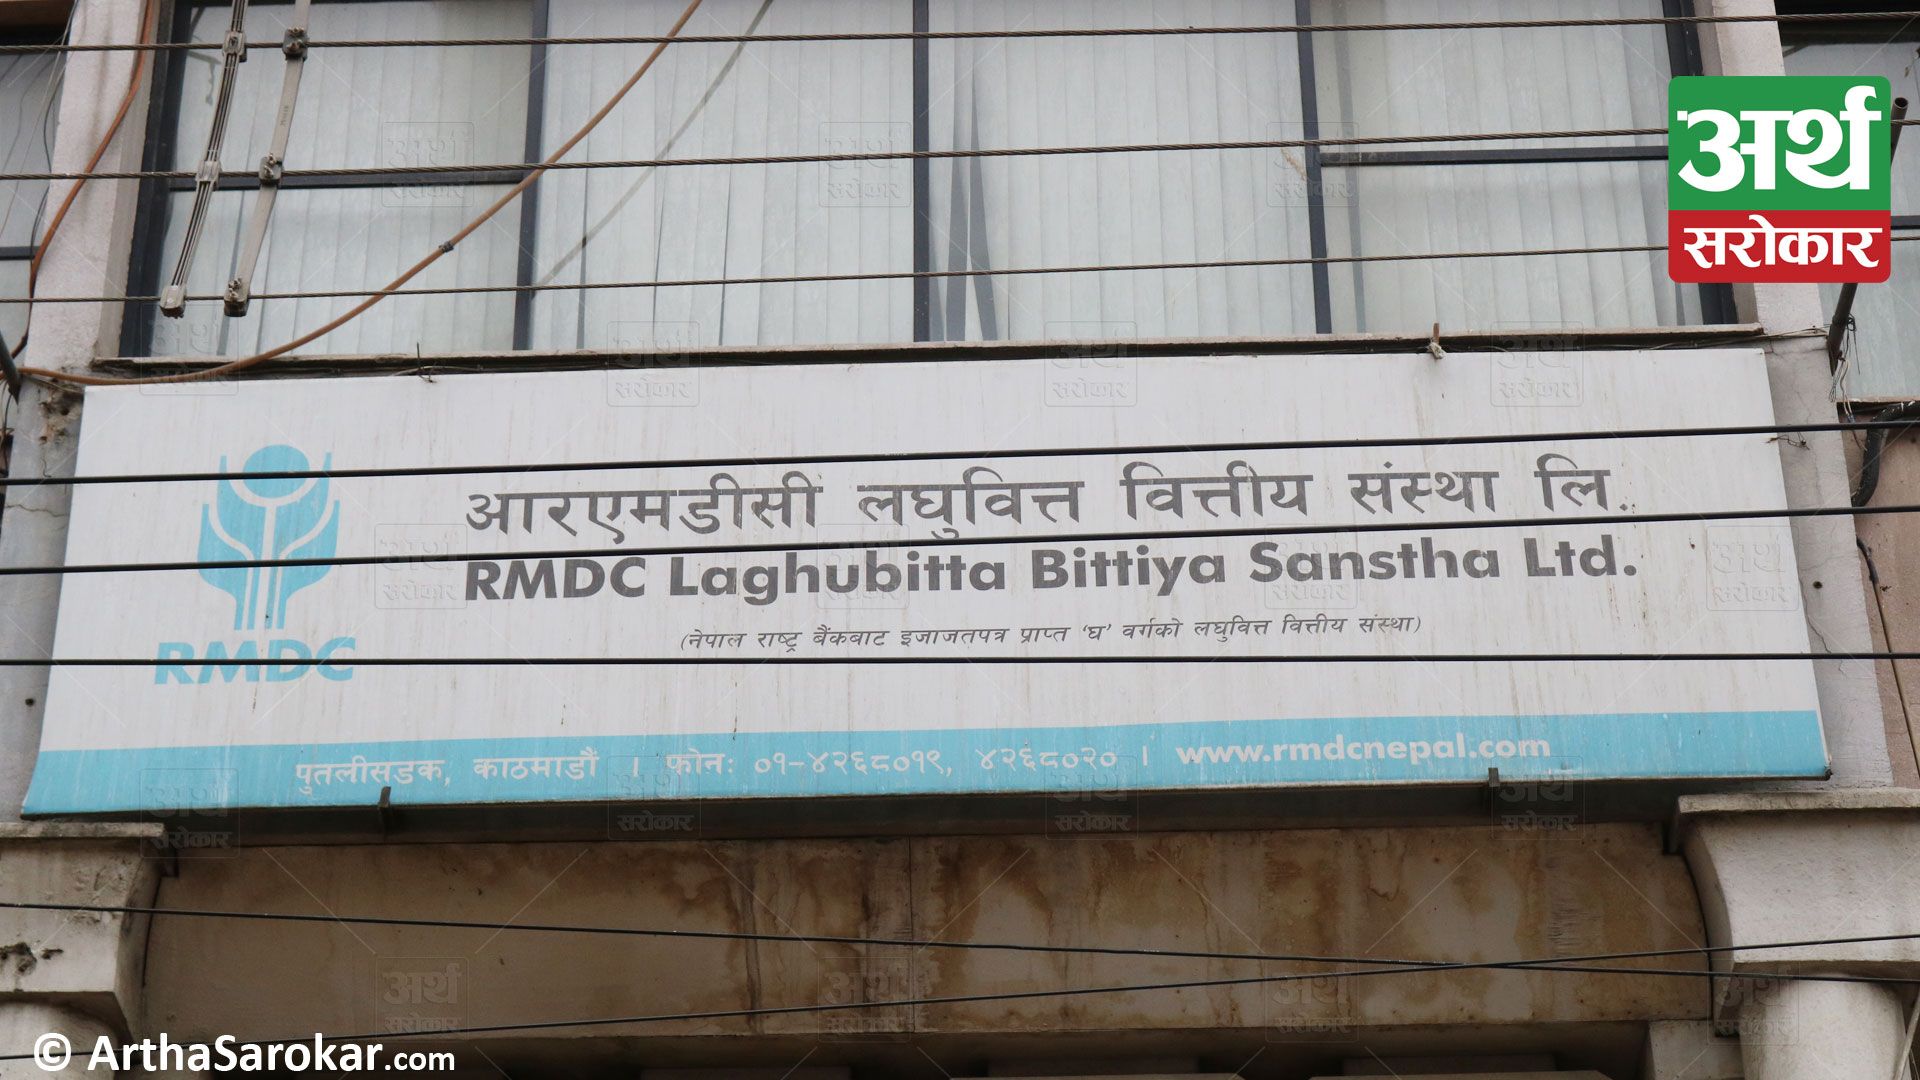 अर्थ
सरोकार
आरएमडीसी लघुवित्त वित्तीय संस्था लि.
RMDC Laghubitta Bittiya Sanstha Ltd.
(नेपाल राष्ट्र बैंकबाट इजाजतपत्र प्राप्त ‘घ’ वर्गको लघुवित्त वित्तीय संस्था)
RMDC
पुतलीसडक, काठमाडौं । फोन: ०१-४२६८०१९, ४२६८०२० । www.rmdcnepal.com
© ArthaSarokar.com